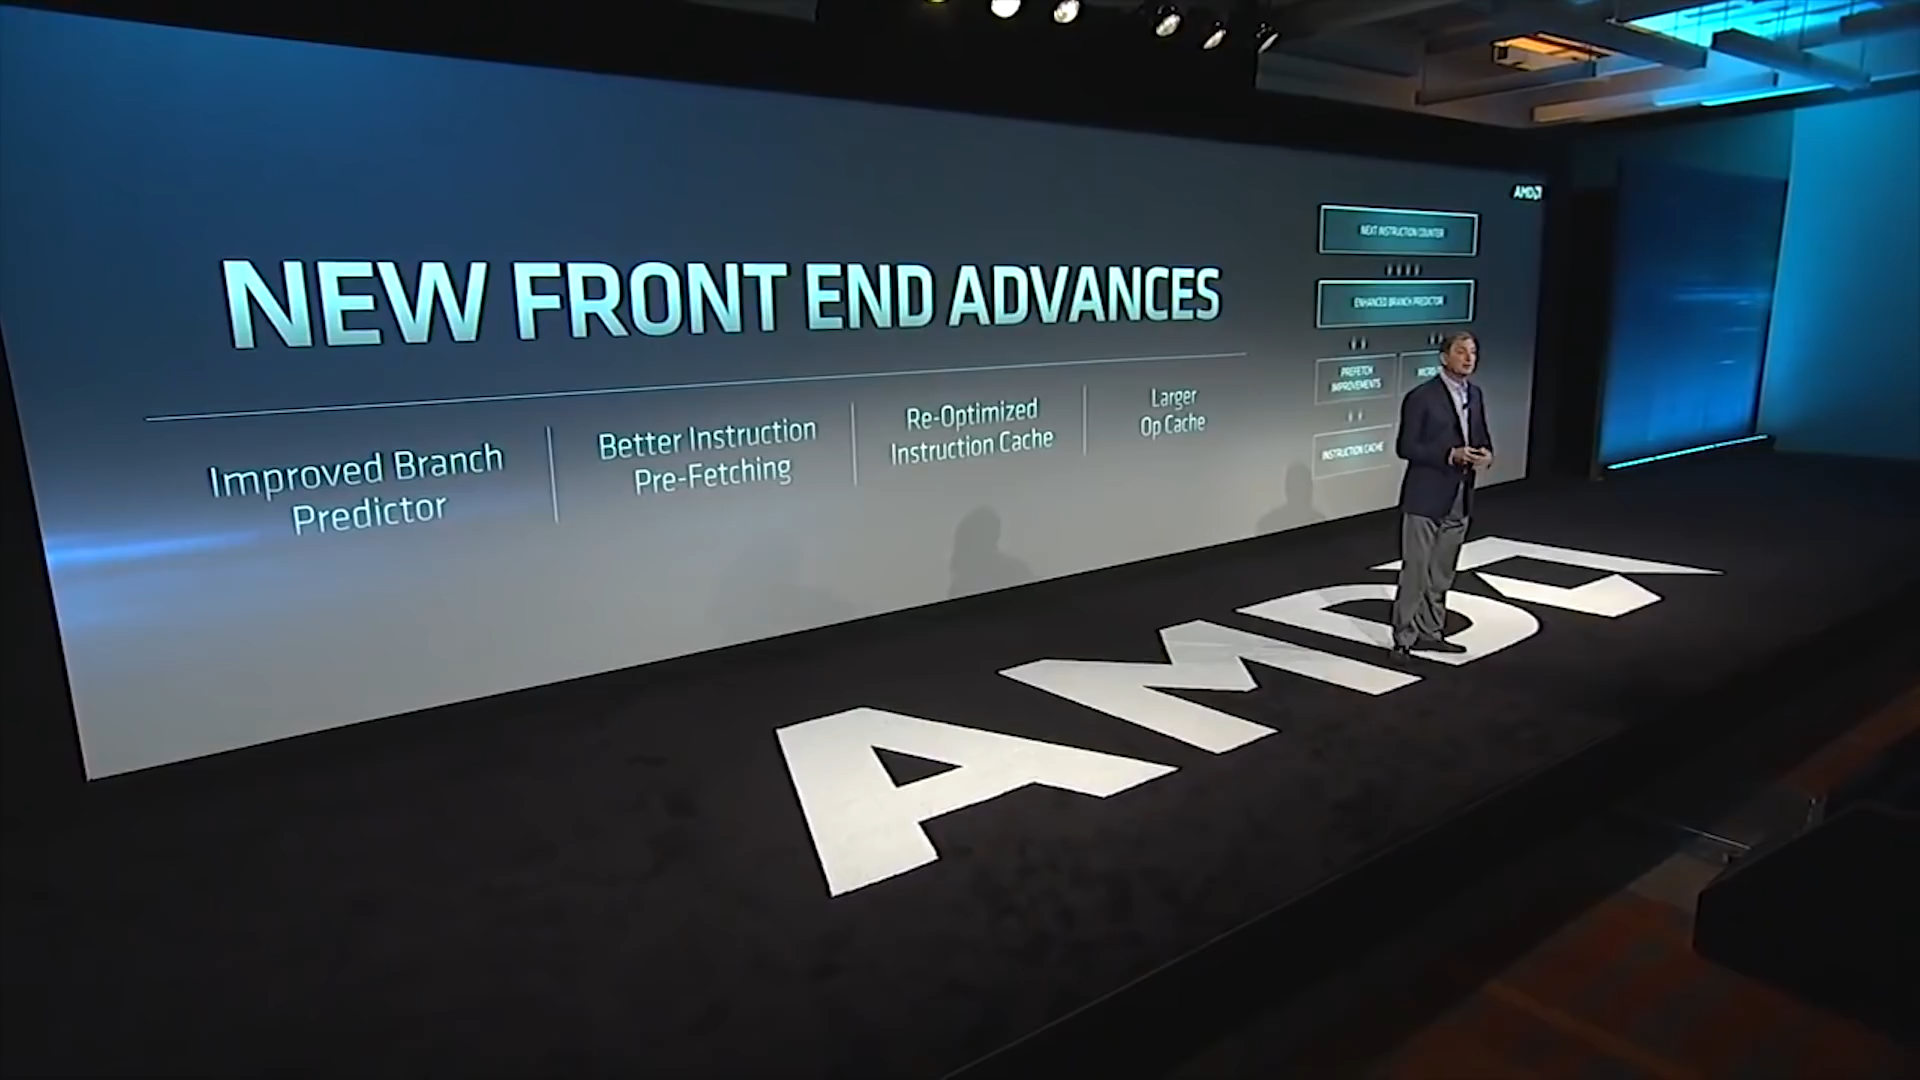 NEW FRONT END ADVANCES
Improved Branch
Predictor
Better Instruction
Pre-Fetching
Re-Optimized
Instruction Cache
Larger
Op Cache
AMD
NEXT INSTRUCTION COUNTER
ENHANCED BRANCH PREDICTOR
PREFETCH
IMPROVEMENTS
INSTRUCTION CACHE
AMD